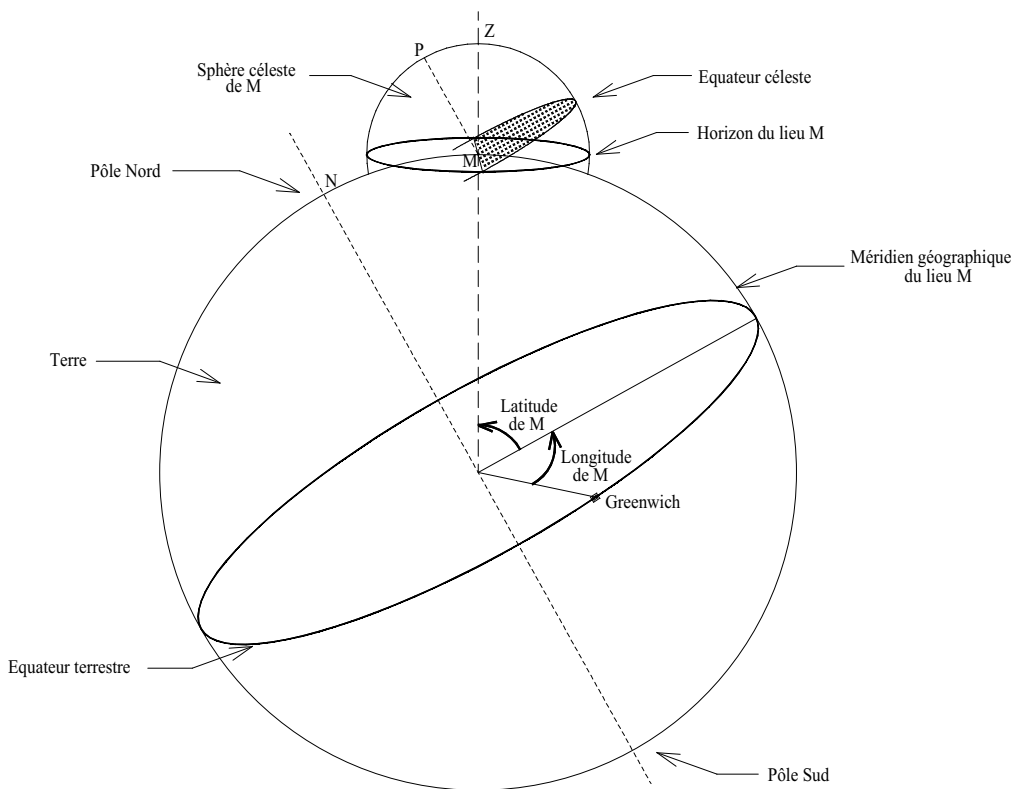 Z
P
Sphère céleste
de M
Equateur céleste
Horizon du lieu M
M
Pôle Nord
N
Méridien géographique
du lieu M
Terre
Latitude
de M
Longitude
de M
Greenwich
Equateur terrestre
Pôle Sud